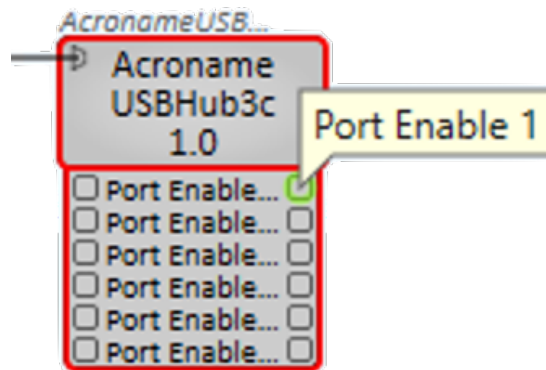 AcronameUSB...
Acroname
USBHub3c
1.0
Port Enable 1
Port Enable...
Port Enable...
Port Enable...
Port Enable...
Port Enable...
Port Enable...